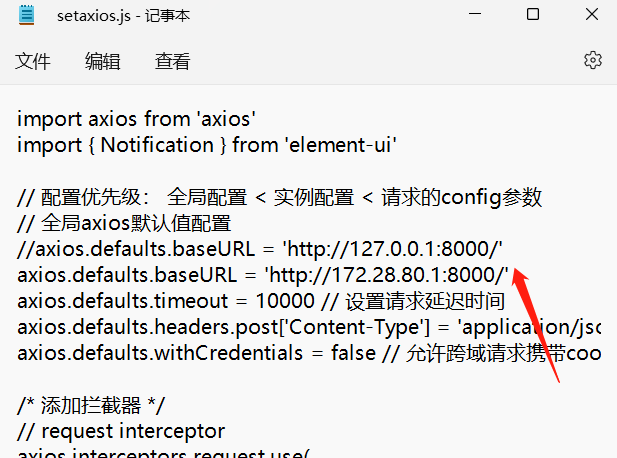 setaxios.js - 记事本
文件 编辑 查看
import axios from 'axios'
import { Notification } from 'element-ui'
// 配置优先级： 全局配置 < 实例配置 < 请求的config参数
// 全局axios默认值配置
//axios.defaults.baseURL = 'http://127.0.0.1:8000/'
axios.defaults.baseURL = 'http://172.28.80.1:8000/'
axios.defaults.timeout = 10000 // 设置请求延迟时间
axios.defaults.headers.post['Content-Type'] = 'application/jsc
axios.defaults.withCredentials = false // 允许跨域请求携带coo
/* 添加拦截器 */
// request interceptor
axios.interceptors.request.use(